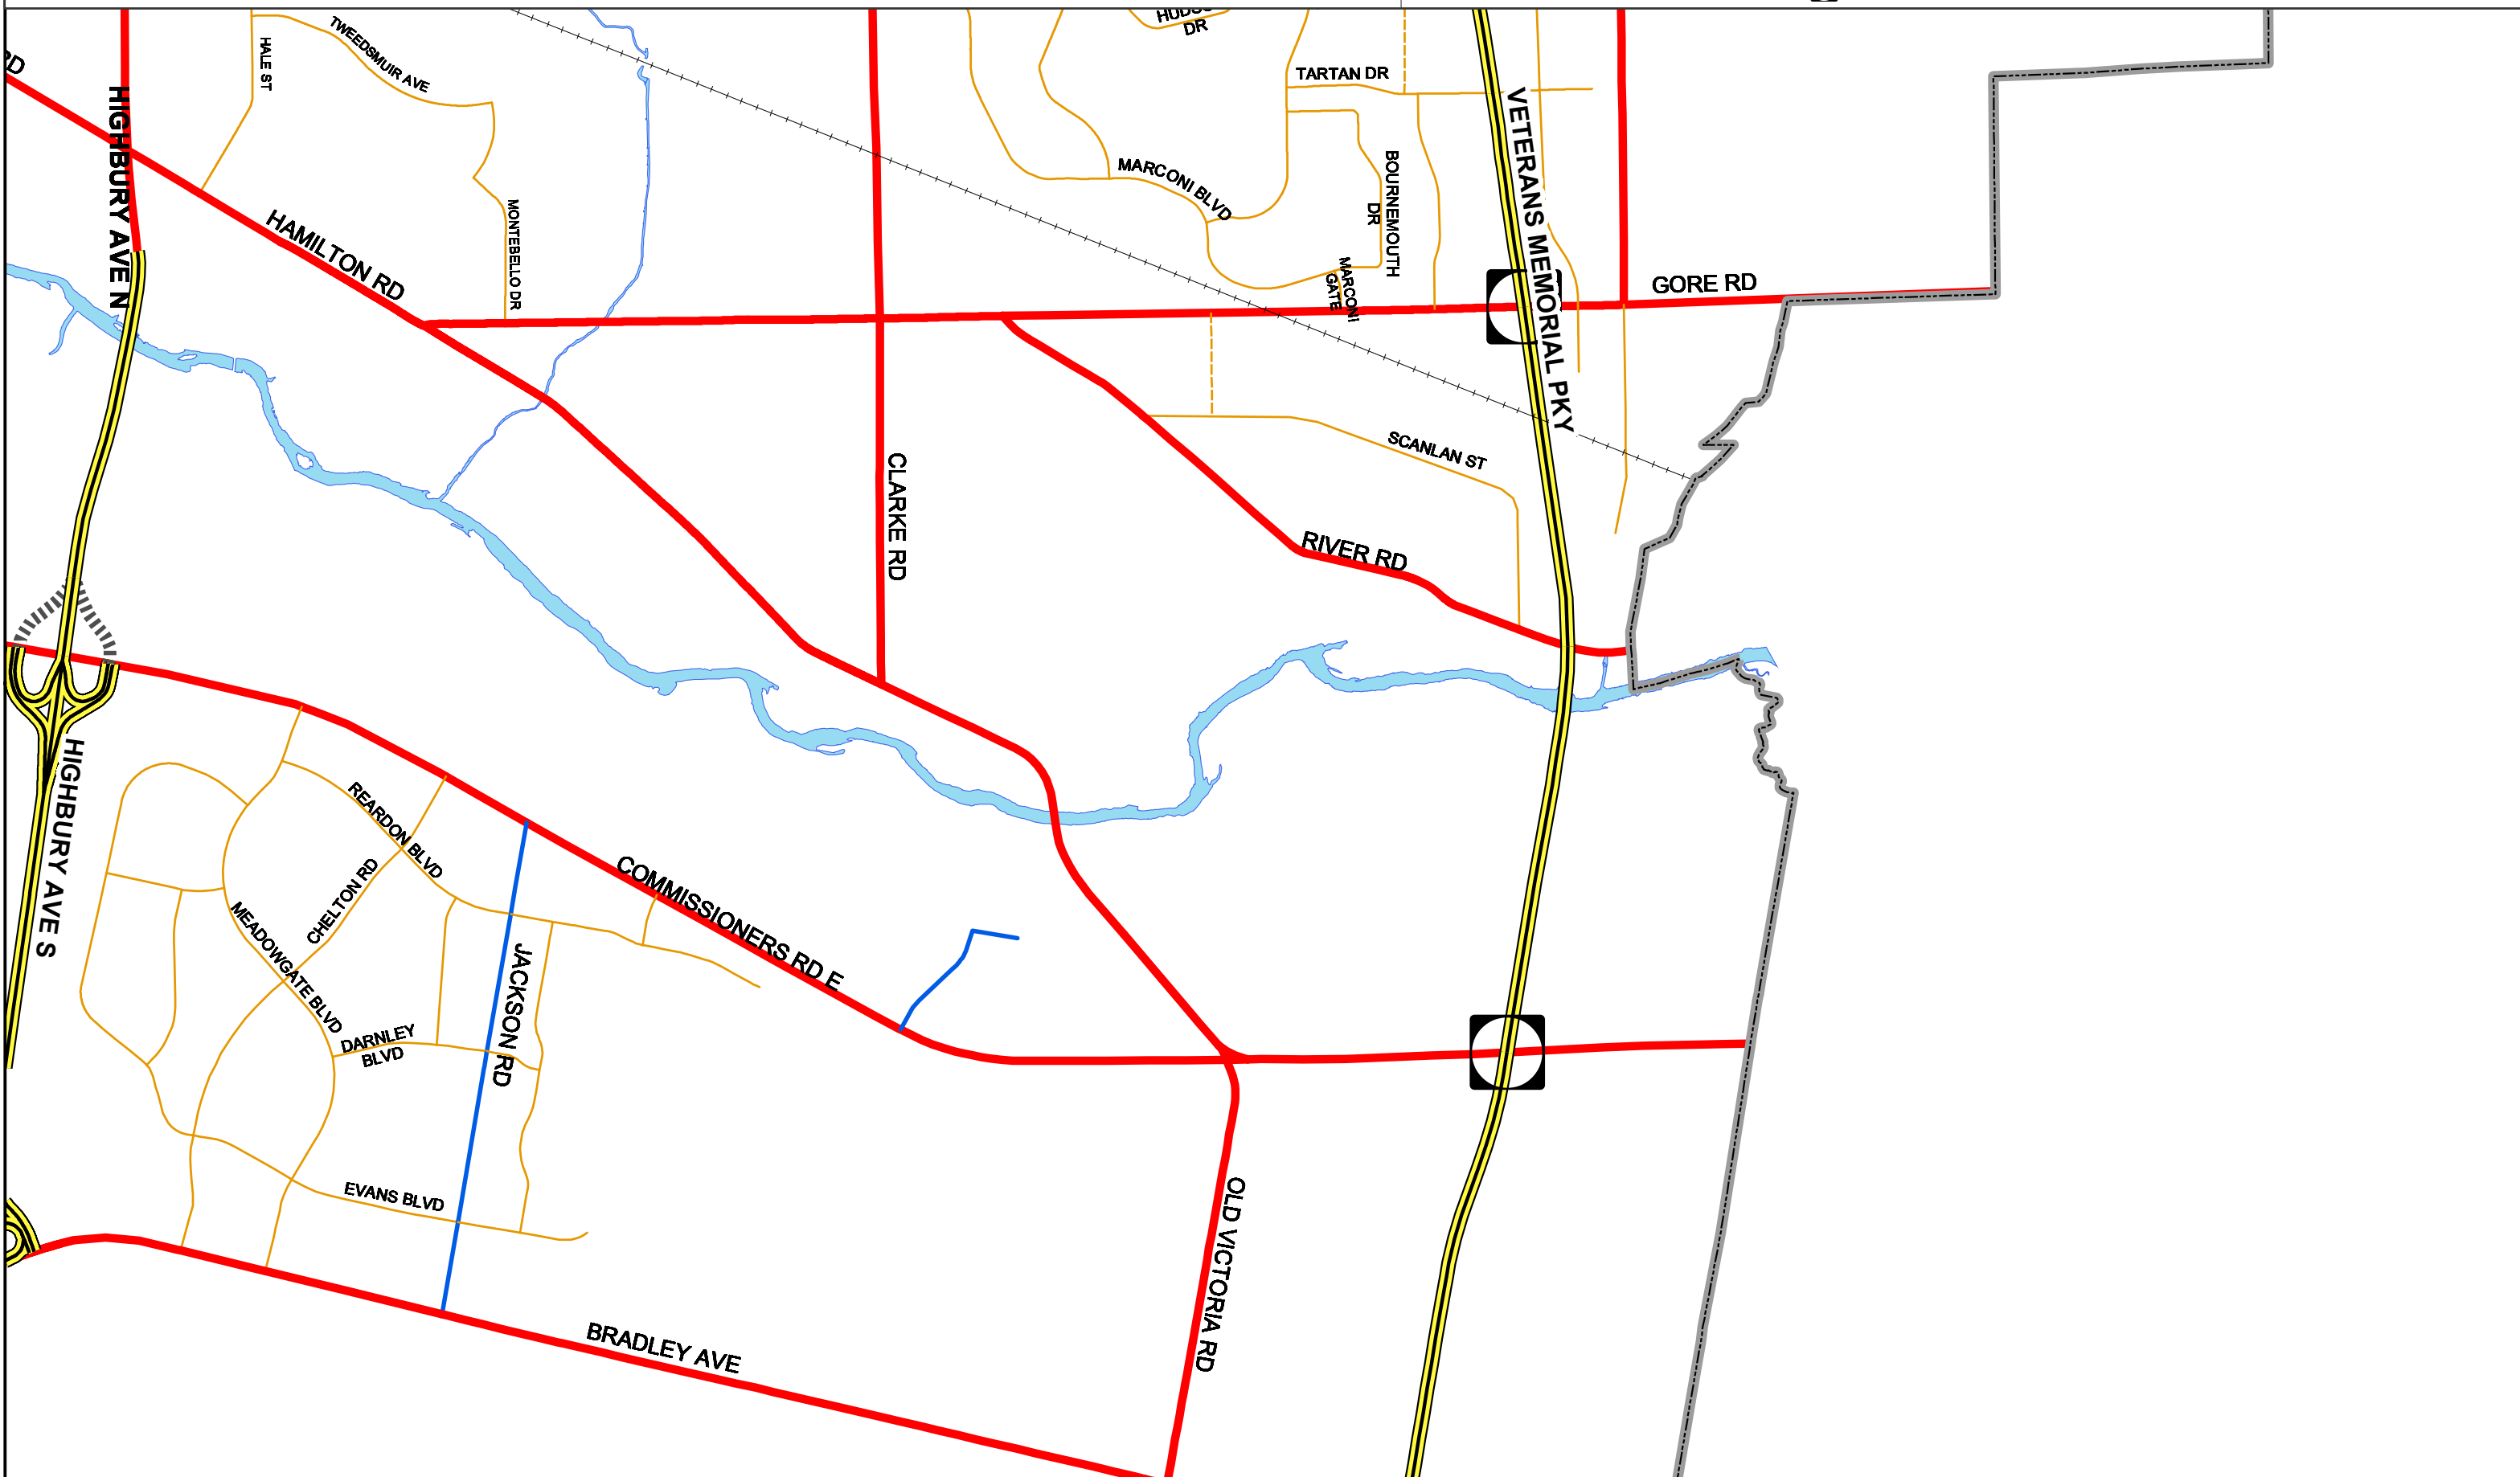 DR
TARTAN DR
TWEEDSMUIR AVE
HALE ST
RD
HIGHBURY AVE N
VETERANS MEMORIAL PKY
MARCONI BLVD
BOURNEMOUTH
DR
MONTEBELLO DR
HAMILTON RD
MARCONI
GATE
GORE RD
SCANLAN ST
CLARKE RD
RIVER RD
HIGHBURY AVE S
REARDON BLVD
CHELTON RD
COMMISSIONERS RD E
MEADOWGATE BLVD
JACKSON RD
DARNLEY
BLVD
EVANS BLVD
OLD VICTORIA RD
BRADLEY AVE